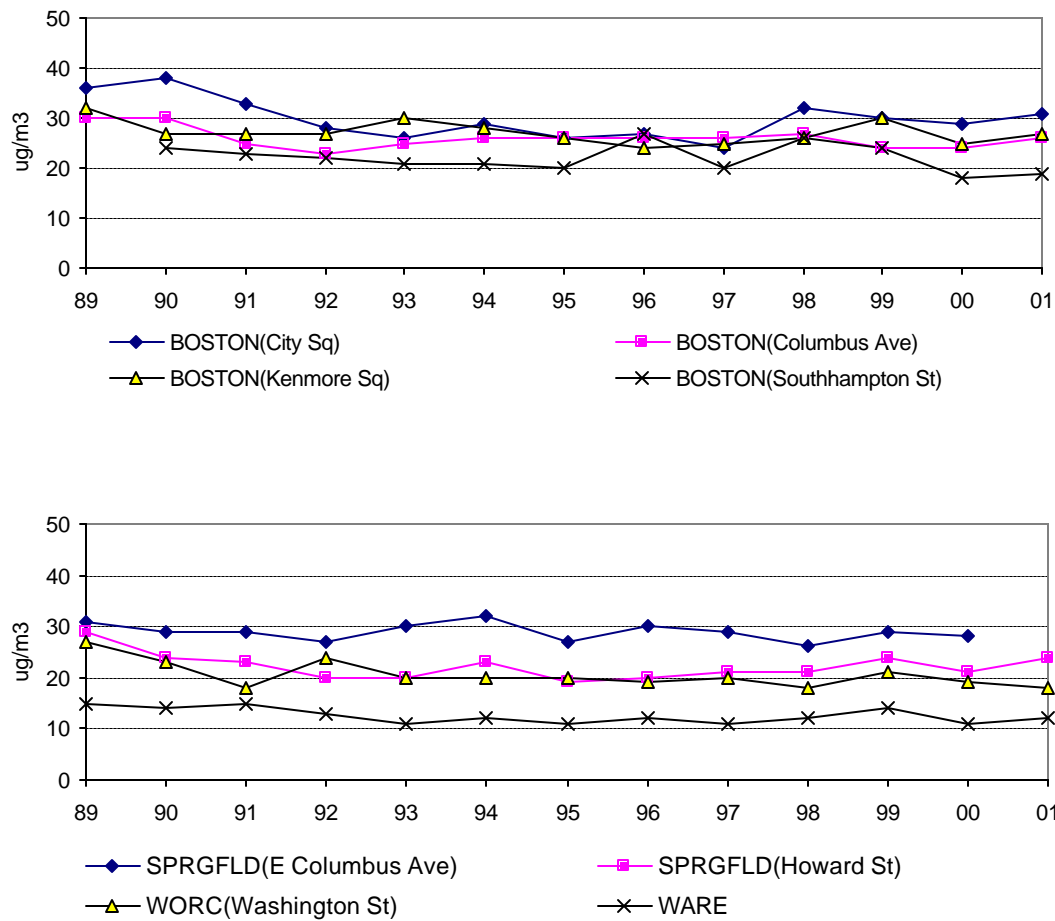 50
40
30
20
10
0
ug/m3
89 90 91 92 93 94 95 96 97 98 99 00 01
BOSTON(City Sq) BOSTON(Columbus Ave)
BOSTON(Kenmore Sq) BOSTON(Southhampton St)
50
40
30
20
10
0
ug/m3
89 90 91 92 93 94 95 96 97 98 99 00 01
SPRGFLD(E Columbus Ave) SPRGFLD(Howard St)
WORC(Washington St) WARE